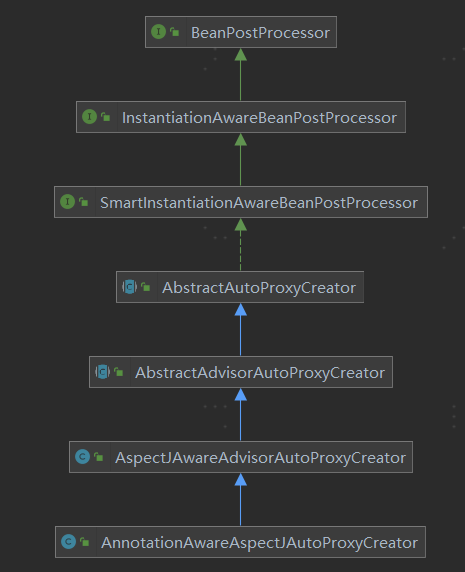 BeanPostProcessor
InstantiationAwareBeanPostProcessor
SmartInstantiationAwareBeanPostProcessor
AbstractAutoProxyCreator
AbstractAdvisorAutoProxyCreator
AspectJAwareAdvisorAutoProxyCreator
AnnotationAwareAspectJAutoProxyCreator